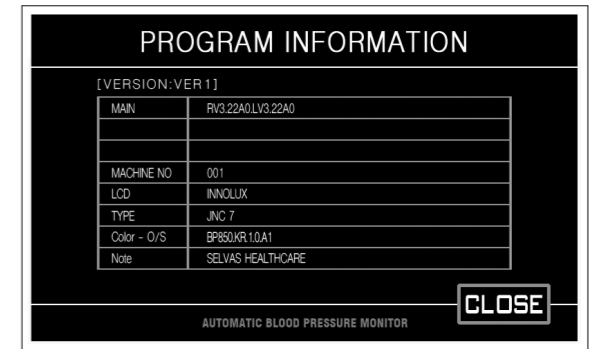 PROGRAM INFORMATION
[VERSION:VER1]
MAIN RV3.22A0.LV3.22A0
MACHINE NO 001
LCD INNOLUX
TYPE JNC 7
Color - O/S BP850.KR.1.0.A1
Note SELVAS HEALTHCARE
CLOSE
AUTOMATIC BLOOD PRESSURE MONITOR